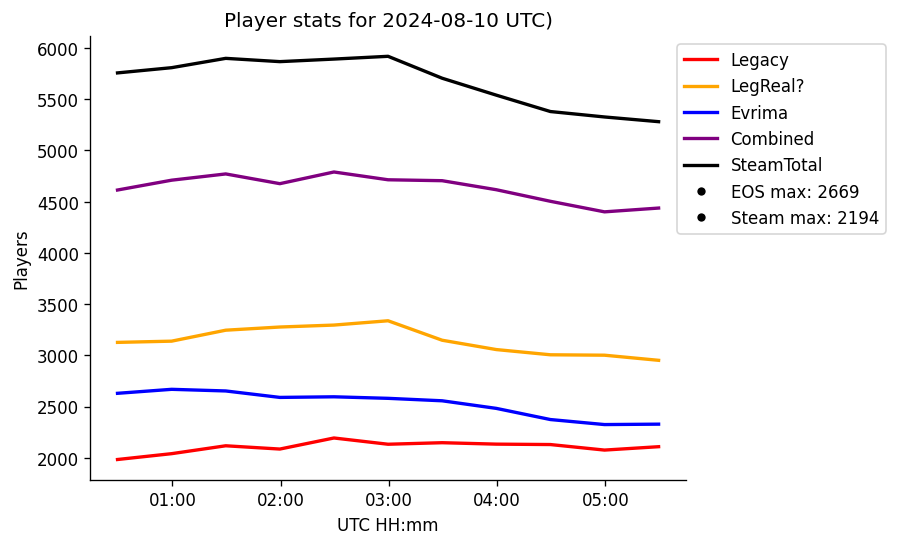 Player stats for 2024-08-10 UTC)
Legacy
LegReal?
Evrima
Combined
SteamTotal
EOS max: 2669
Steam max: 2194
Players
6000
5500
5000
4500
4000
3500
3000
2500
2000
01:00 02:00 03:00 04:00 05:00
UTC HH:mm